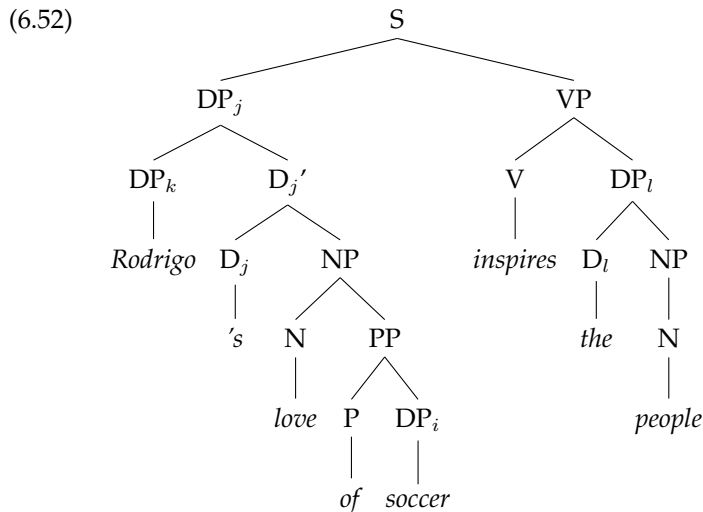 (6.52) S
DP_j VP
DP_k D_j' V DP_l
Rodrigo D_j NP inspires D_l NP
's N PP the N
love P DP_i people
of soccer